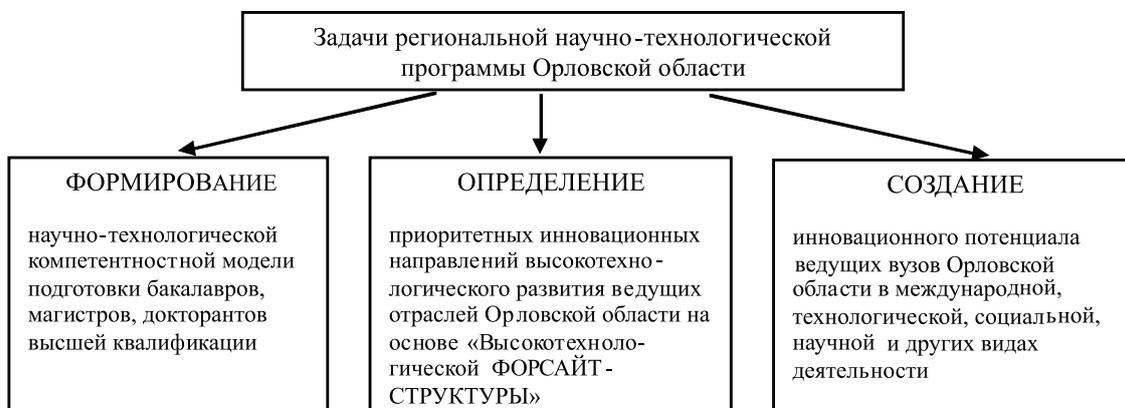 Задачи региональной научно-технологической
программы Орловской области
ФОРМИРОВАНИЕ
научно-технологической
компетентностной модели
подготовки бакалавров,
магистров, докторантов
высшей квалификации
ОПРЕДЕЛЕНИЕ
приоритетных инновационных
направлений высокотехно-
логического развития ведущих
отраслей Орловской области на
основе «Высокотехноло-
гической ФОРСАЙТ-
СТРУКТУРЫ»
СОЗДАНИЕ
инновационного потенциала
ведущих вузов Орловской
области в международной,
технологической, социальной,
научной и других видах
деятельности